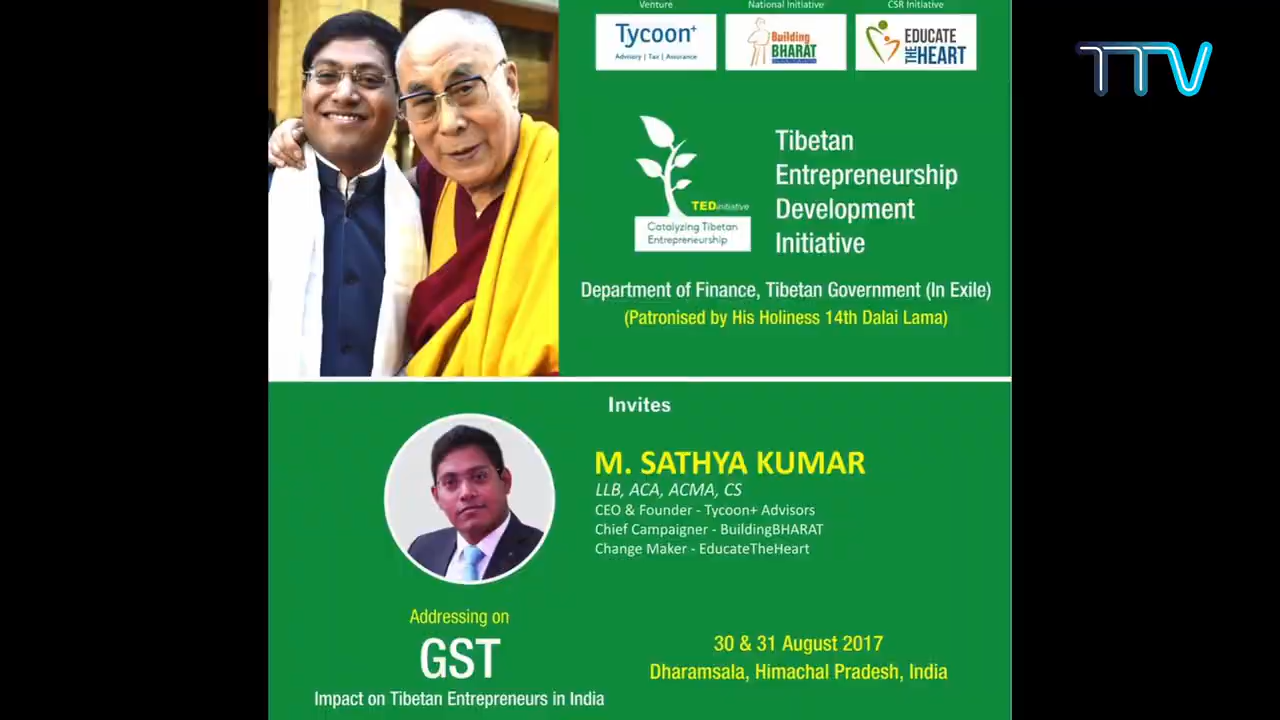 Venture
National Initiative
CSR Initiative
Tycoon+
Advisory | Tax | Assurance
Building
BHARAT
EDUCATE
THE HEART
TTV
Tibetan
Entrepreneurship
Development
Initiative
TEDinitiative
Catalyzing Tibetan
Entrepreneurship
Department of Finance, Tibetan Government (In Exile)
(Patronised by His Holiness 14th Dalai Lama)
Invites
M. SATHYA KUMAR
LLB, ACA, ACMA, CS
CEO & Founder - Tycoon+ Advisors
Chief Campaigner - BuildingBHARAT
Change Maker - EducateTheHeart
Addressing on
GST
Impact on Tibetan Entrepreneurs in India
30 & 31 August 2017
Dharamsala, Himachal Pradesh, India